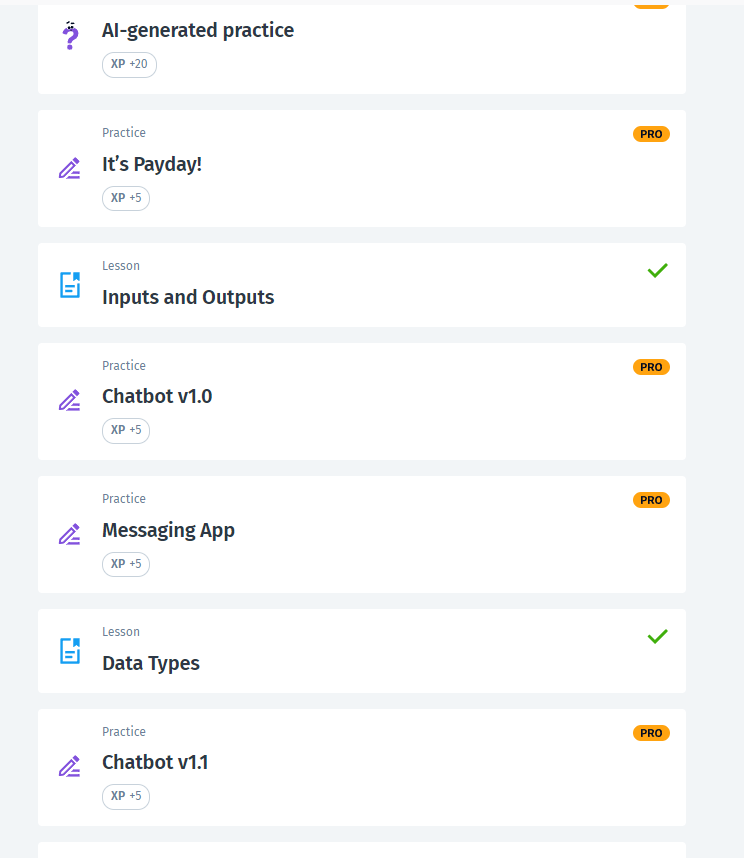 AI-generated practice
XP +20
Practice
PRO
It’s Payday!
XP +5
Lesson
Inputs and Outputs
Practice
PRO
Chatbot v1.0
XP +5
Practice
PRO
Messaging App
XP +5
Lesson
Data Types
Practice
PRO
Chatbot v1.1
XP +5